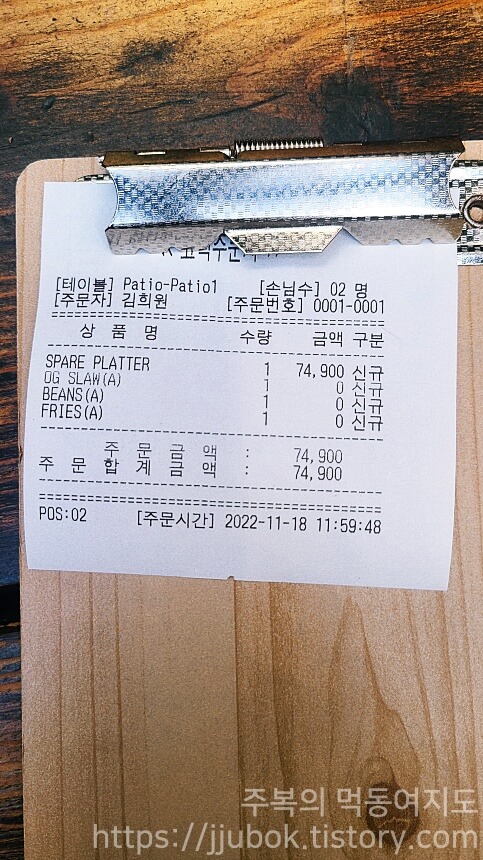 [테이블] Patio-Patio1 [손님수] 02 명
[주문자] 김희원 [주문번호] 0001-0001
상 품 명 수량 금액 구분
SPARE PLATTER 1 74,900 신규
OG SLAW(A) 1 0 신규
BEANS(A) 1 0 신규
FRIES(A) 1 0 신규
주 문 금 액 : 74,900
주 문 합 계 금 액 : 74,900
POS:02 [주문시간] 2022-11-18 11:59:48
주복의 먹동여지도
https://jjubok.tistory.com